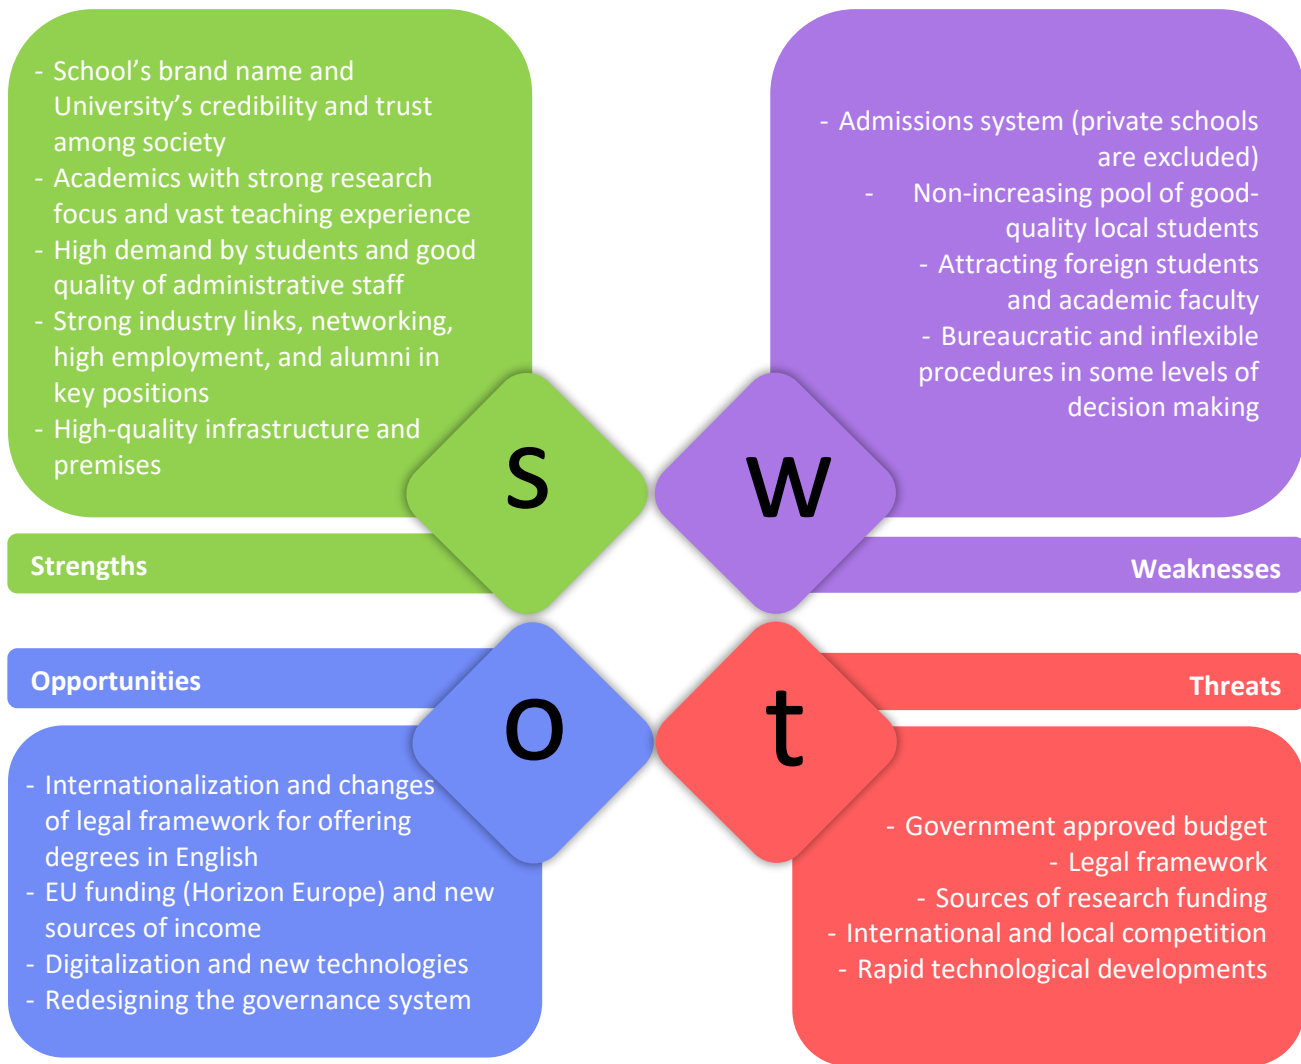 - School’s brand name and
University’s credibility and trust
among society
- Academics with strong research
focus and vast teaching experience
- High demand by students and good
quality of administrative staff
- Strong industry links, networking,
high employment, and alumni in
key positions
- High-quality infrastructure and
premises
s
Strengths
- Admissions system (private schools
are excluded)
- Non-increasing pool of good-
quality local students
- Attracting foreign students
and academic faculty
- Bureaucratic and inflexible
procedures in some levels of
decision making
w
Weaknesses
Opportunities
o
- Internationalization and changes
of legal framework for offering
degrees in English
- EU funding (Horizon Europe) and new
sources of income
- Digitalization and new technologies
- Redesigning the governance system
Threats
t
- Government approved budget
- Legal framework
- Sources of research funding
- International and local competition
- Rapid technological developments